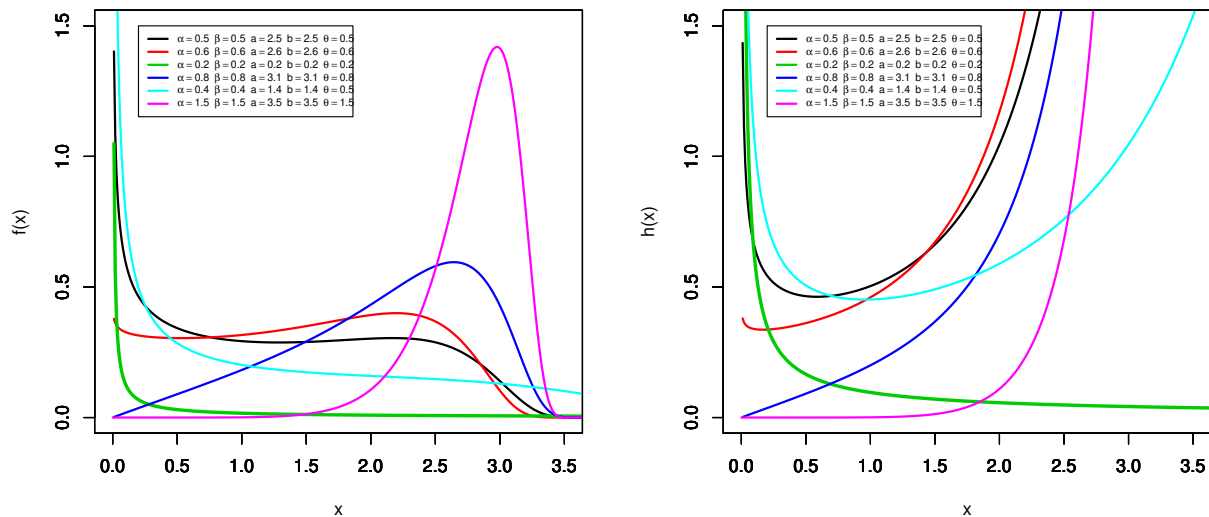 1.5
1.0
0.5
0.0
f(x)
α = 0.5 β = 0.5 a = 2.5 b = 2.5 θ = 0.5
α = 0.6 β = 0.6 a = 2.6 b = 2.6 θ = 0.6
α = 0.2 β = 0.2 a = 0.2 b = 0.2 θ = 0.2
α = 0.8 β = 0.8 a = 3.1 b = 3.1 θ = 0.8
α = 0.4 β = 0.4 a = 1.4 b = 1.4 θ = 0.5
α = 1.5 β = 1.5 a = 3.5 b = 3.5 θ = 1.5
0.0 0.5 1.0 1.5 2.0 2.5 3.0 3.5
x
1.5
1.0
0.5
0.0
h(x)
α = 0.5 β = 0.5 a = 2.5 b = 2.5 θ = 0.5
α = 0.6 β = 0.6 a = 2.6 b = 2.6 θ = 0.6
α = 0.2 β = 0.2 a = 0.2 b = 0.2 θ = 0.2
α = 0.8 β = 0.8 a = 3.1 b = 3.1 θ = 0.8
α = 0.4 β = 0.4 a = 1.4 b = 1.4 θ = 0.5
α = 1.5 β = 1.5 a = 3.5 b = 3.5 θ = 1.5
0.0 0.5 1.0 1.5 2.0 2.5 3.0 3.5
x